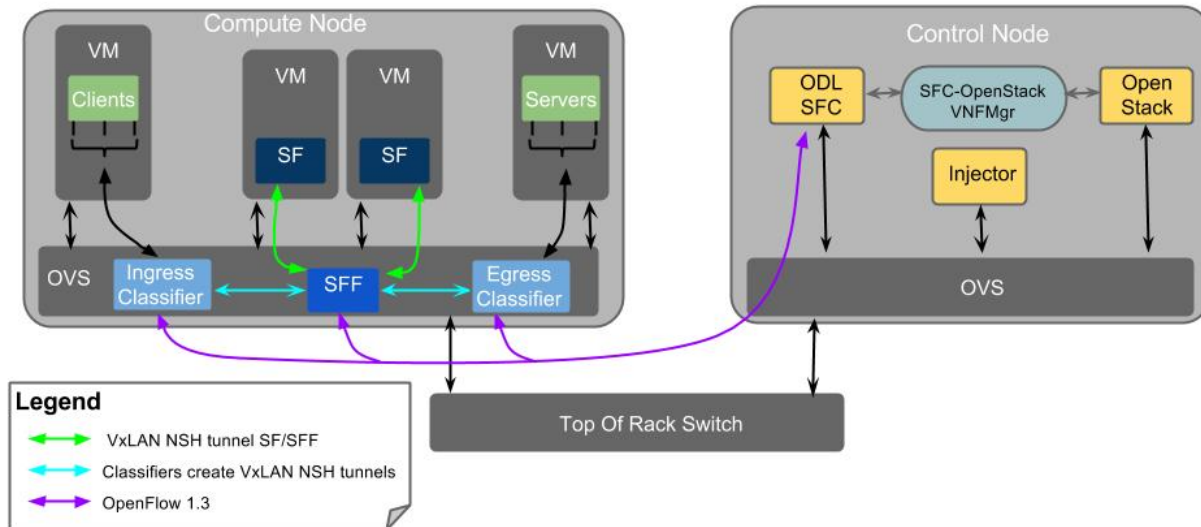 Compute Node
VM
Clients
VM
SF
VM
SF
VM
Servers
OVS
Ingress
Classifier
SFF
Egress
Classifier
Control Node
ODL
SFC
SFC-OpenStack
VNFMgr
Open
Stack
Injector
OVS
Top Of Rack Switch
Legend
VxLAN NSH tunnel SF/SFF
Classifiers create VxLAN NSH tunnels
OpenFlow 1.3